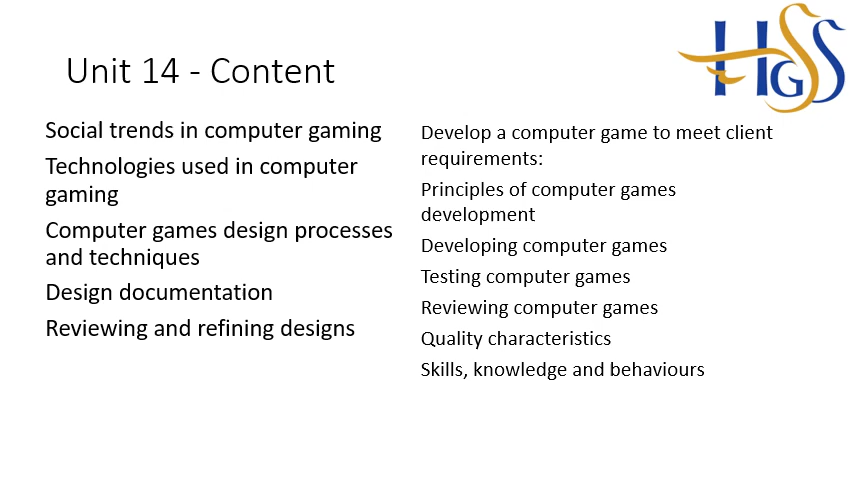 Unit 14 - Content
HGSS
Social trends in computer gaming
Technologies used in computer
gaming
Computer games design processes
and techniques
Design documentation
Reviewing and refining designs
Develop a computer game to meet client
requirements:
Principles of computer games
development
Developing computer games
Testing computer games
Reviewing computer games
Quality characteristics
Skills, knowledge and behaviours